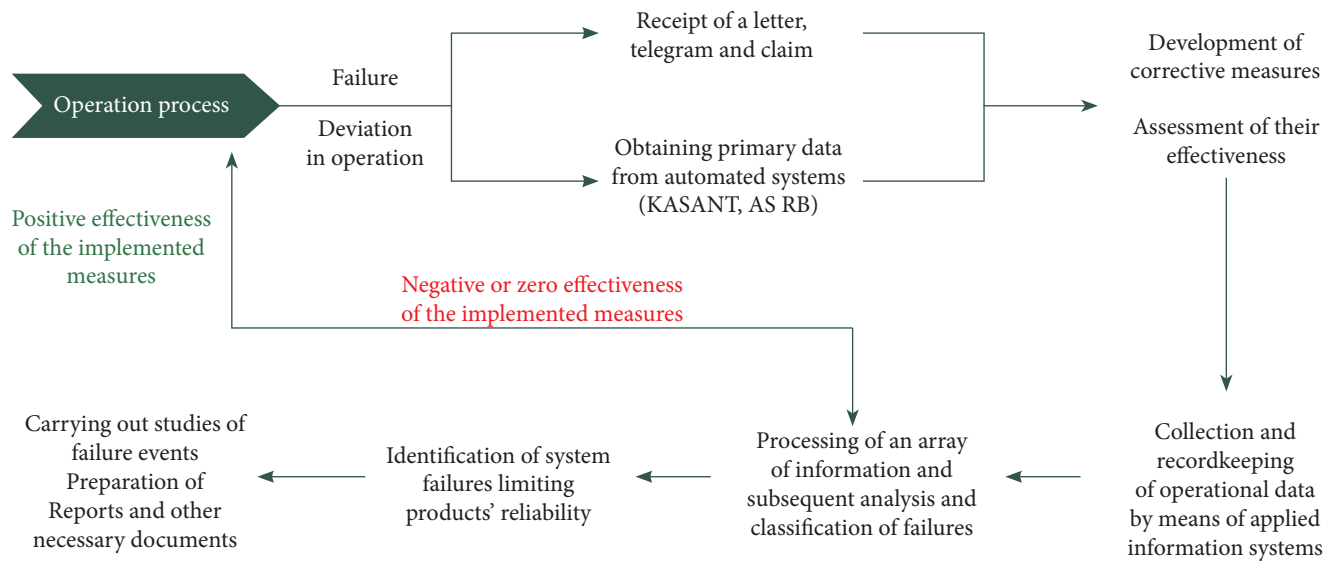 Operation process
Failure
Deviation
in operation
Receipt of a letter,
telegram and claim
Obtaining primary data
from automated systems
(KASANT, AS RB)
Development of
corrective measures
Assessment of their
effectiveness
Positive effectiveness
of the implemented
measures
Negative or zero effectiveness
of the implemented measures
Carrying out studies of
failure events
Preparation of
Reports and other
necessary documents
Identification of system
failures limiting
products’ reliability
Processing of an array
of information and
subsequent analysis and
classification of failures
Collection and
recordkeeping
of operational data
by means of applied
information systems